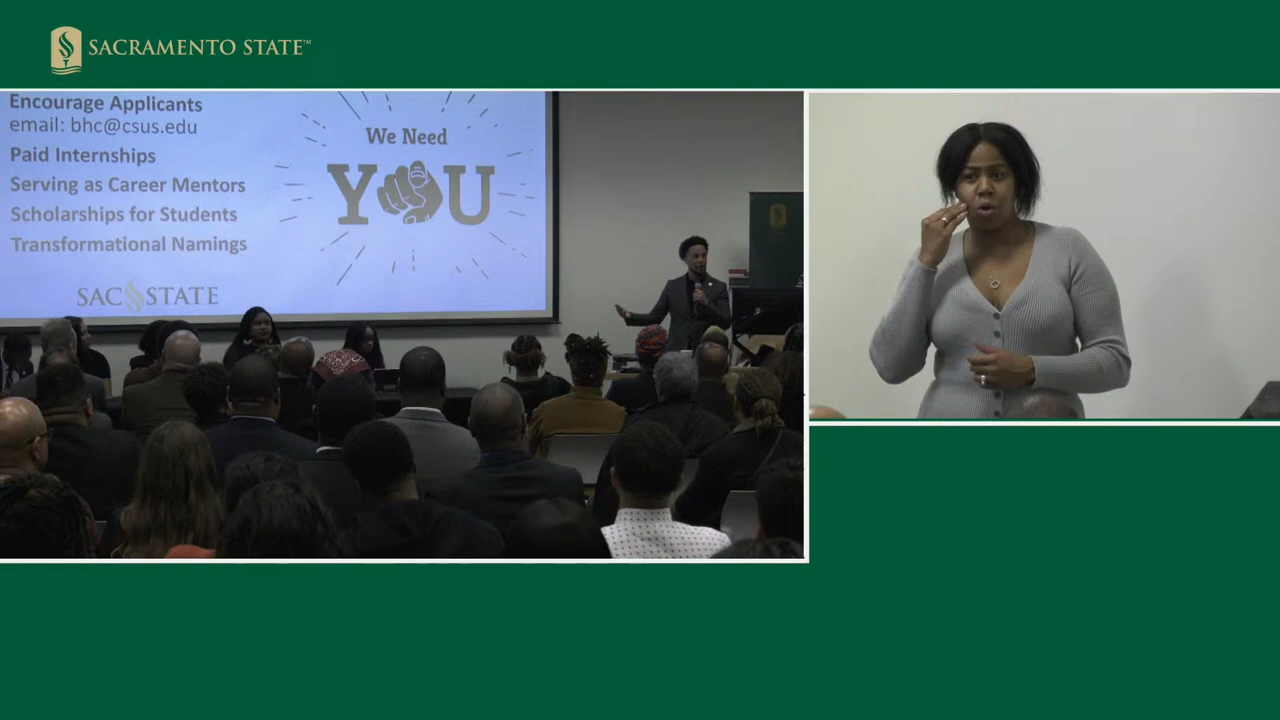 SACRAMENTO STATE™
Encourage Applicants
email: bhc@csus.edu
Paid Internships
Serving as Career Mentors
Scholarships for Students
Transformational Namings
SAC STATE
We Need
YOU